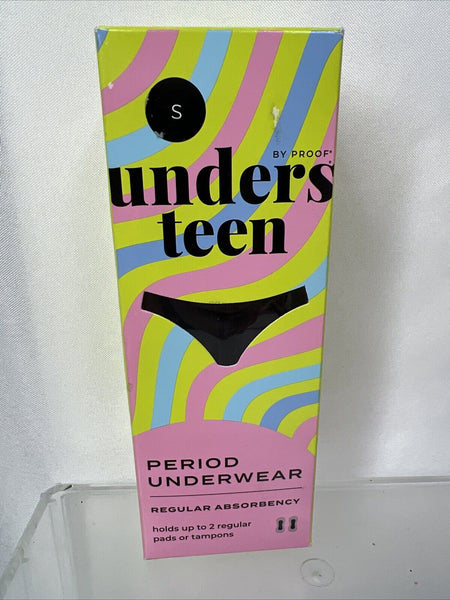 S
BY PROOF®
unders
teen
PERIOD
UNDERWEAR
REGULAR ABSORBENCY
holds up to 2 regular
pads or tampons